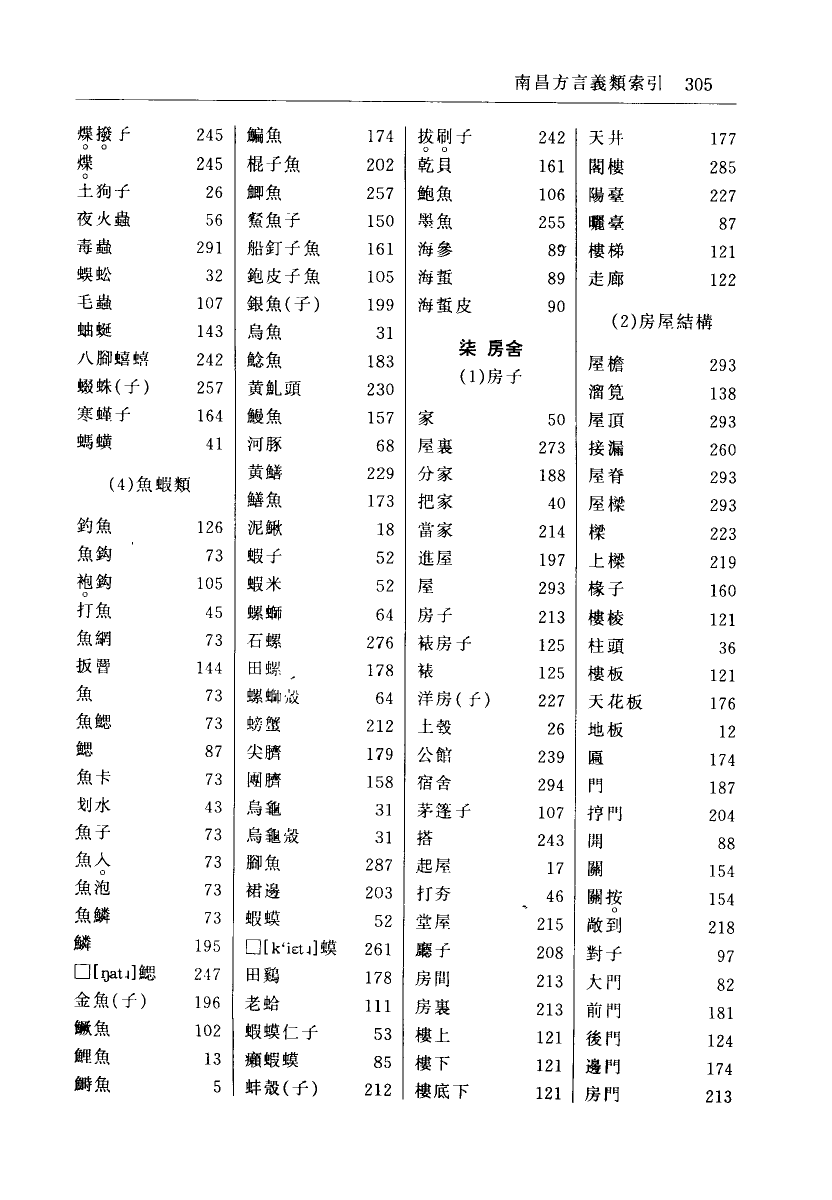 南昌方言義類索引 305
煠撥子 245
煠 245
土狗子 26
夜火蟲 56
毒蟲 291
蜈蚣 32
毛蟲 107
蚰蜒 143
八腳蟢蟢 242
蝃蛛(子) 257
寒蟬子 164
螞蟥 41
(4)魚蝦類
釣魚 126
魚鈎 73
袍鈎 105
打魚 45
魚網 73
扳罾 144
魚 73
魚鰓 73
鰓 87
魚卡 73
划水 43
魚子 73
魚人 73
魚泡 73
魚鱗 73
鱗 195
□[ŋat˩]鰓 247
金魚(子) 196
鱖魚 102
鯉魚 13
鰣魚 5
鯿魚 174
棍子魚 202
鯽魚 257
鮤魚子 150
船釘子魚 161
鉋皮子魚 105
銀魚(子) 199
烏魚 31
鯰魚 183
黄魠頭 230
鰻魚 157
河豚 68
黄鱔 229
鱔魚 173
泥鰍 18
蝦子 52
蝦米 52
螺螄 64
石螺 276
田螺 178
螺螄殼 64
螃蟹 212
尖臍 179
團臍 158
烏龜 31
烏龜殼 31
腳魚 287
裙邊 203
蝦蟆 52
□[k‘iɛt˩]蟆 261
田鷄 178
老蛤 111
蝦蟆仁子 53
癩蝦蟆 85
蚌殼(子) 212
拔刷子 242
乾貝 161
鮑魚 106
墨魚 255
海參 89
海蜇 89
海蜇皮 90
柒 房舍
(1)房子
家 50
屋裏 273
分家 188
把家 40
當家 214
進屋 197
屋 293
房子 213
裱房子 125
裱 125
洋房(子) 227
土彀 26
公館 239
宿舍 294
茅篷子 107
搭 243
起屋 17
打夯 46
堂屋 215
廳子 208
房間 213
房裏 213
樓上 121
樓下 121
樓底下 121
天井 177
閣樓 285
陽臺 227
曬臺 87
樓梯 121
走廊 122
(2)房屋結構
屋檐 293
溜筧 138
屋頂 293
接漏 260
屋脊 293
屋樑 293
樑 223
上樑 219
椽子 160
樓棱 121
柱頭 36
樓板 121
天花板 176
地板 12
匾 174
門 187
揨門 204
開 88
關 154
關按 154
敞到 218
對子 97
大門 82
前門 181
後門 124
邊門 174
房門 213